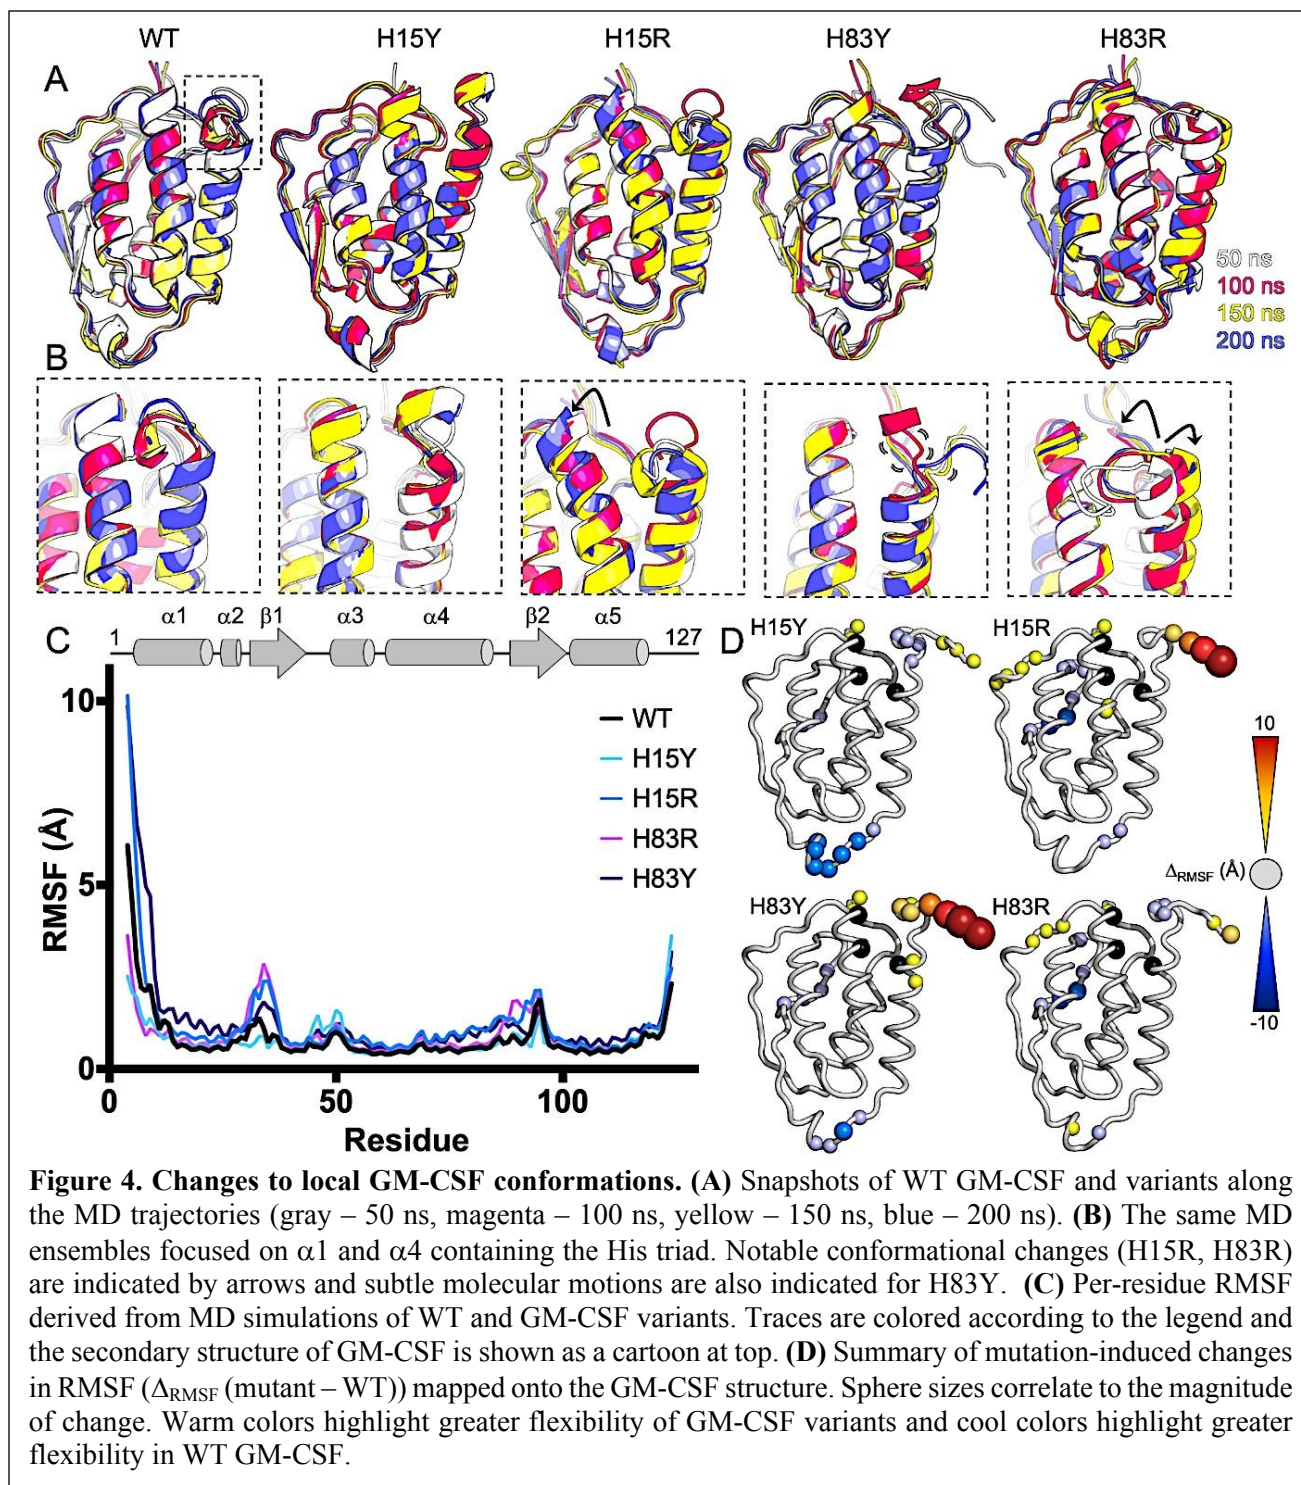 WT
H15Y
H15R
H83Y
H83R
A
50 ns
100 ns
150 ns
200 ns
B
C
1
α1
α2
β1
α3
α4
β2
α5
127
10
5
0
RMSF (Å)
WT
H15Y
H15R
H83R
H83Y
0
50
100
Residue
D
H15Y
H15R
H83Y
H83R
10
ΔRMSF (Å)
-10
Figure 4. Changes to local GM-CSF conformations. (A) Snapshots of WT GM-CSF and variants along
the MD trajectories (gray – 50 ns, magenta – 100 ns, yellow – 150 ns, blue – 200 ns). (B) The same MD
ensembles focused on α1 and α4 containing the His triad. Notable conformational changes (H15R, H83R)
are indicated by arrows and subtle molecular motions are also indicated for H83Y. (C) Per-residue RMSF
derived from MD simulations of WT and GM-CSF variants. Traces are colored according to the legend and
the secondary structure of GM-CSF is shown as a cartoon at top. (D) Summary of mutation-induced changes
in RMSF (ΔRMSF (mutant – WT)) mapped onto the GM-CSF structure. Sphere sizes correlate to the magnitude
of change. Warm colors highlight greater flexibility of GM-CSF variants and cool colors highlight greater
flexibility in WT GM-CSF.